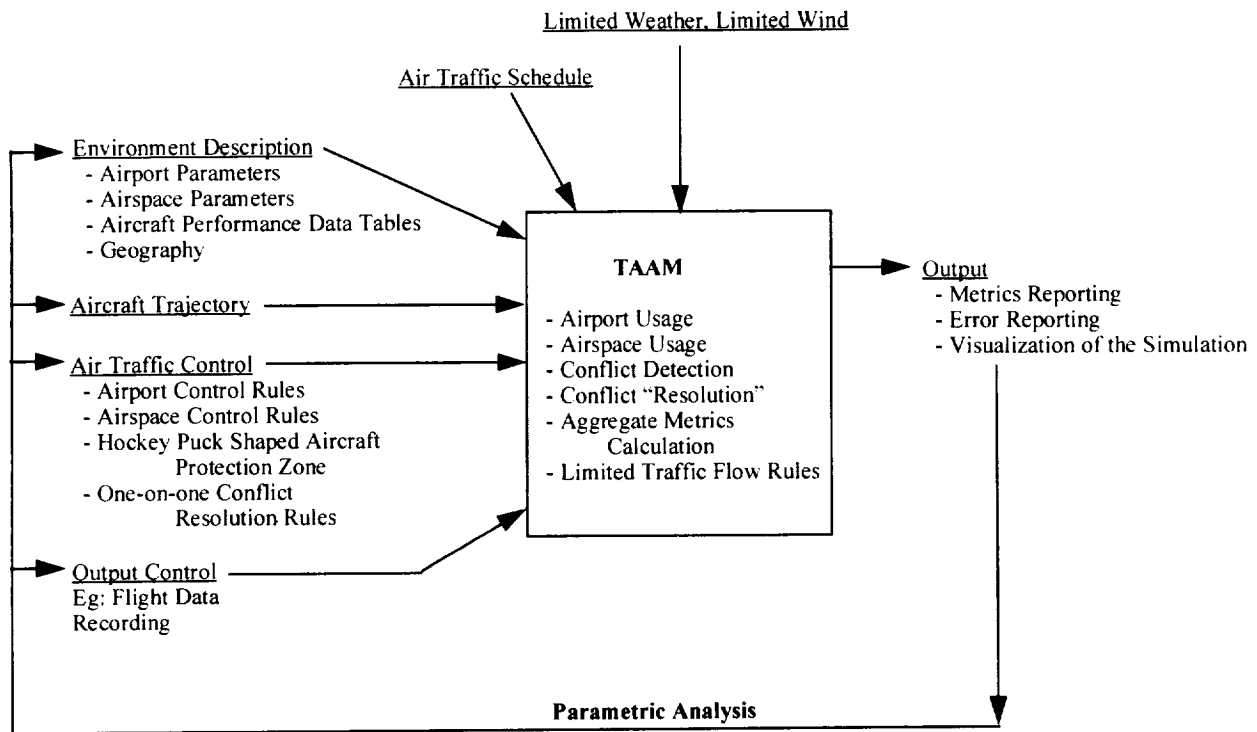 Limited Weather, Limited Wind
Air Traffic Schedule
Environment Description
- Airport Parameters
- Airspace Parameters
- Aircraft Performance Data Tables
- Geography
Aircraft Trajectory
Air Traffic Control
- Airport Control Rules
- Airspace Control Rules
- Hockey Puck Shaped Aircraft
Protection Zone
- One-on-one Conflict
Resolution Rules
Output Control
Eg: Flight Data
Recording
TAAM
- Airport Usage
- Airspace Usage
- Conflict Detection
- Conflict “Resolution”
- Aggregate Metrics
Calculation
- Limited Traffic Flow Rules
Output
- Metrics Reporting
- Error Reporting
- Visualization of the Simulation
Parametric Analysis